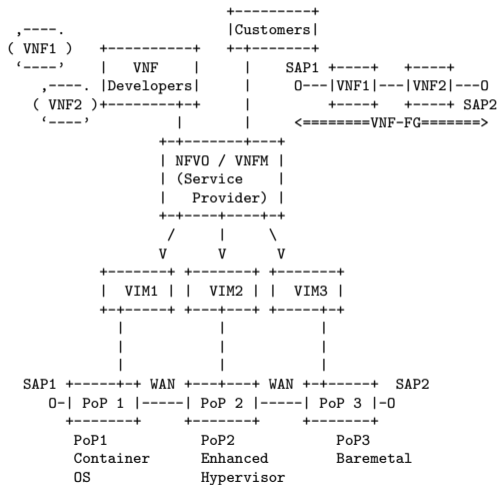 Customers
VNF1
VNF
Developers
SAP1
VNF1 VNF2
VNF2
SAP2
VNF-FG
NFVO / VNFM
(Service
Provider)
VIM1 VIM2 VIM3
SAP1 WAN WAN SAP2
PoP 1 PoP 2 PoP 3
PoP1 PoP2 PoP3
Container Enhanced Baremetal
OS Hypervisor